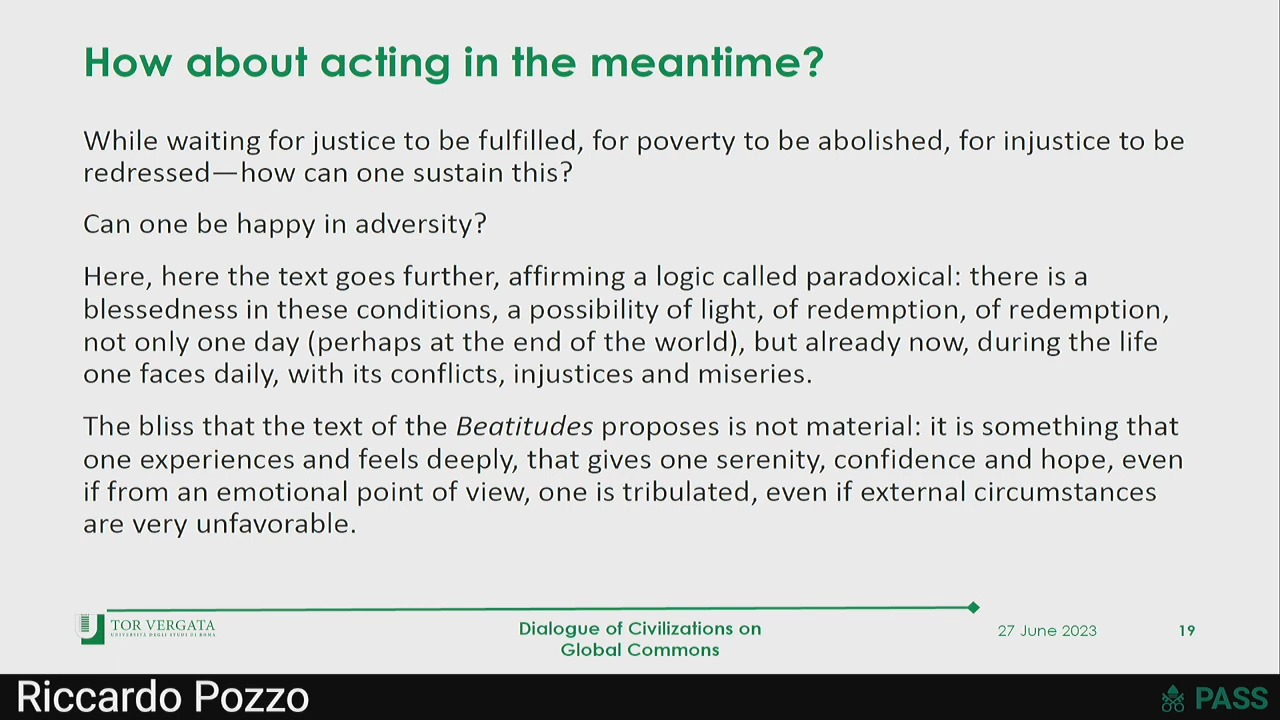 How about acting in the meantime?
While waiting for justice to be fulfilled, for poverty to be abolished, for injustice to be
redressed—how can one sustain this?
Can one be happy in adversity?
Here, here the text goes further, affirming a logic called paradoxical: there is a
blessedness in these conditions, a possibility of light, of redemption, of redemption,
not only one day (perhaps at the end of the world), but already now, during the life
one faces daily, with its conflicts, injustices and miseries.
The bliss that the text of the Beatitudes proposes is not material: it is something that
one experiences and feels deeply, that gives one serenity, confidence and hope, even
if from an emotional point of view, one is tribulated, even if external circumstances
are very unfavorable.
TOR VERGATA
UNIVERSITÀ DEGLI STUDI DI ROMA
Dialogue of Civilizations on
Global Commons
27 June 2023
19
Riccardo Pozzo
PASS